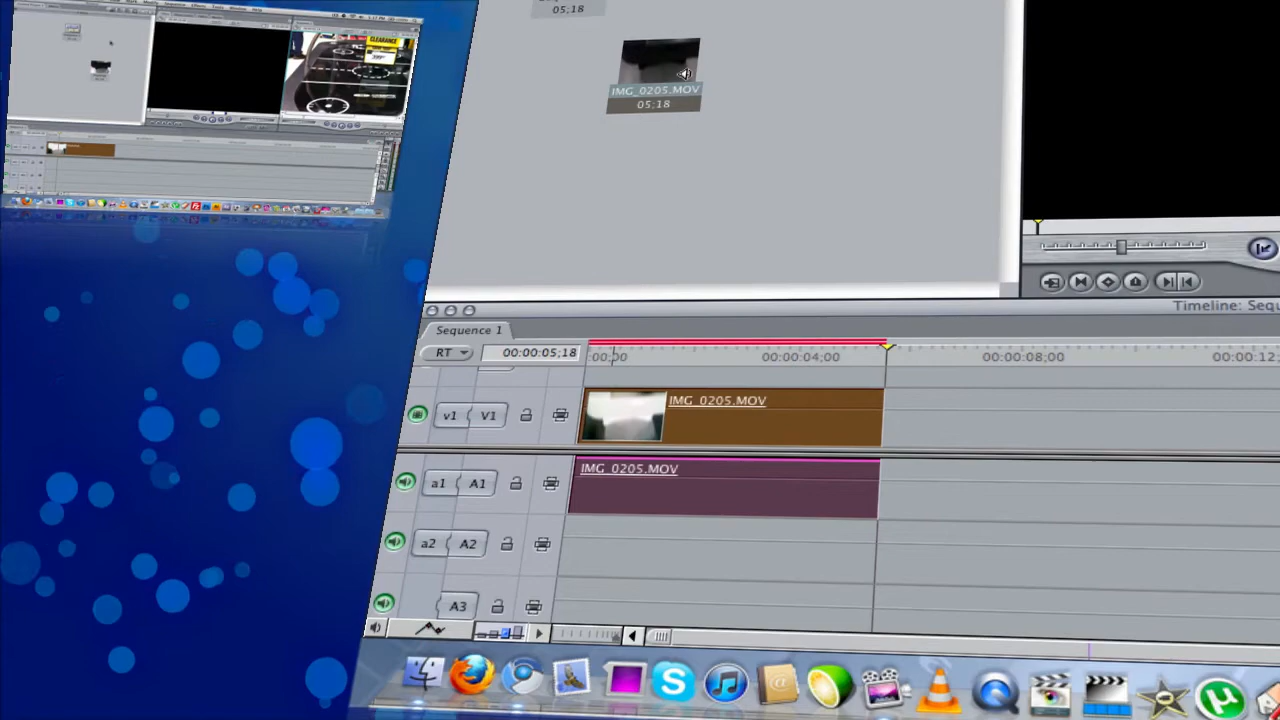 05;18
IMG_0205.MOV
05;18
CLEARANCE
Timeline: Sequ
Sequence 1
RT
00:00:05;18
:00;00
00:00:04;00
00:00:08;00
00:00:12
v1
V1
IMG_0205.MOV
a1
A1
IMG_0205.MOV
a2
A2
A3